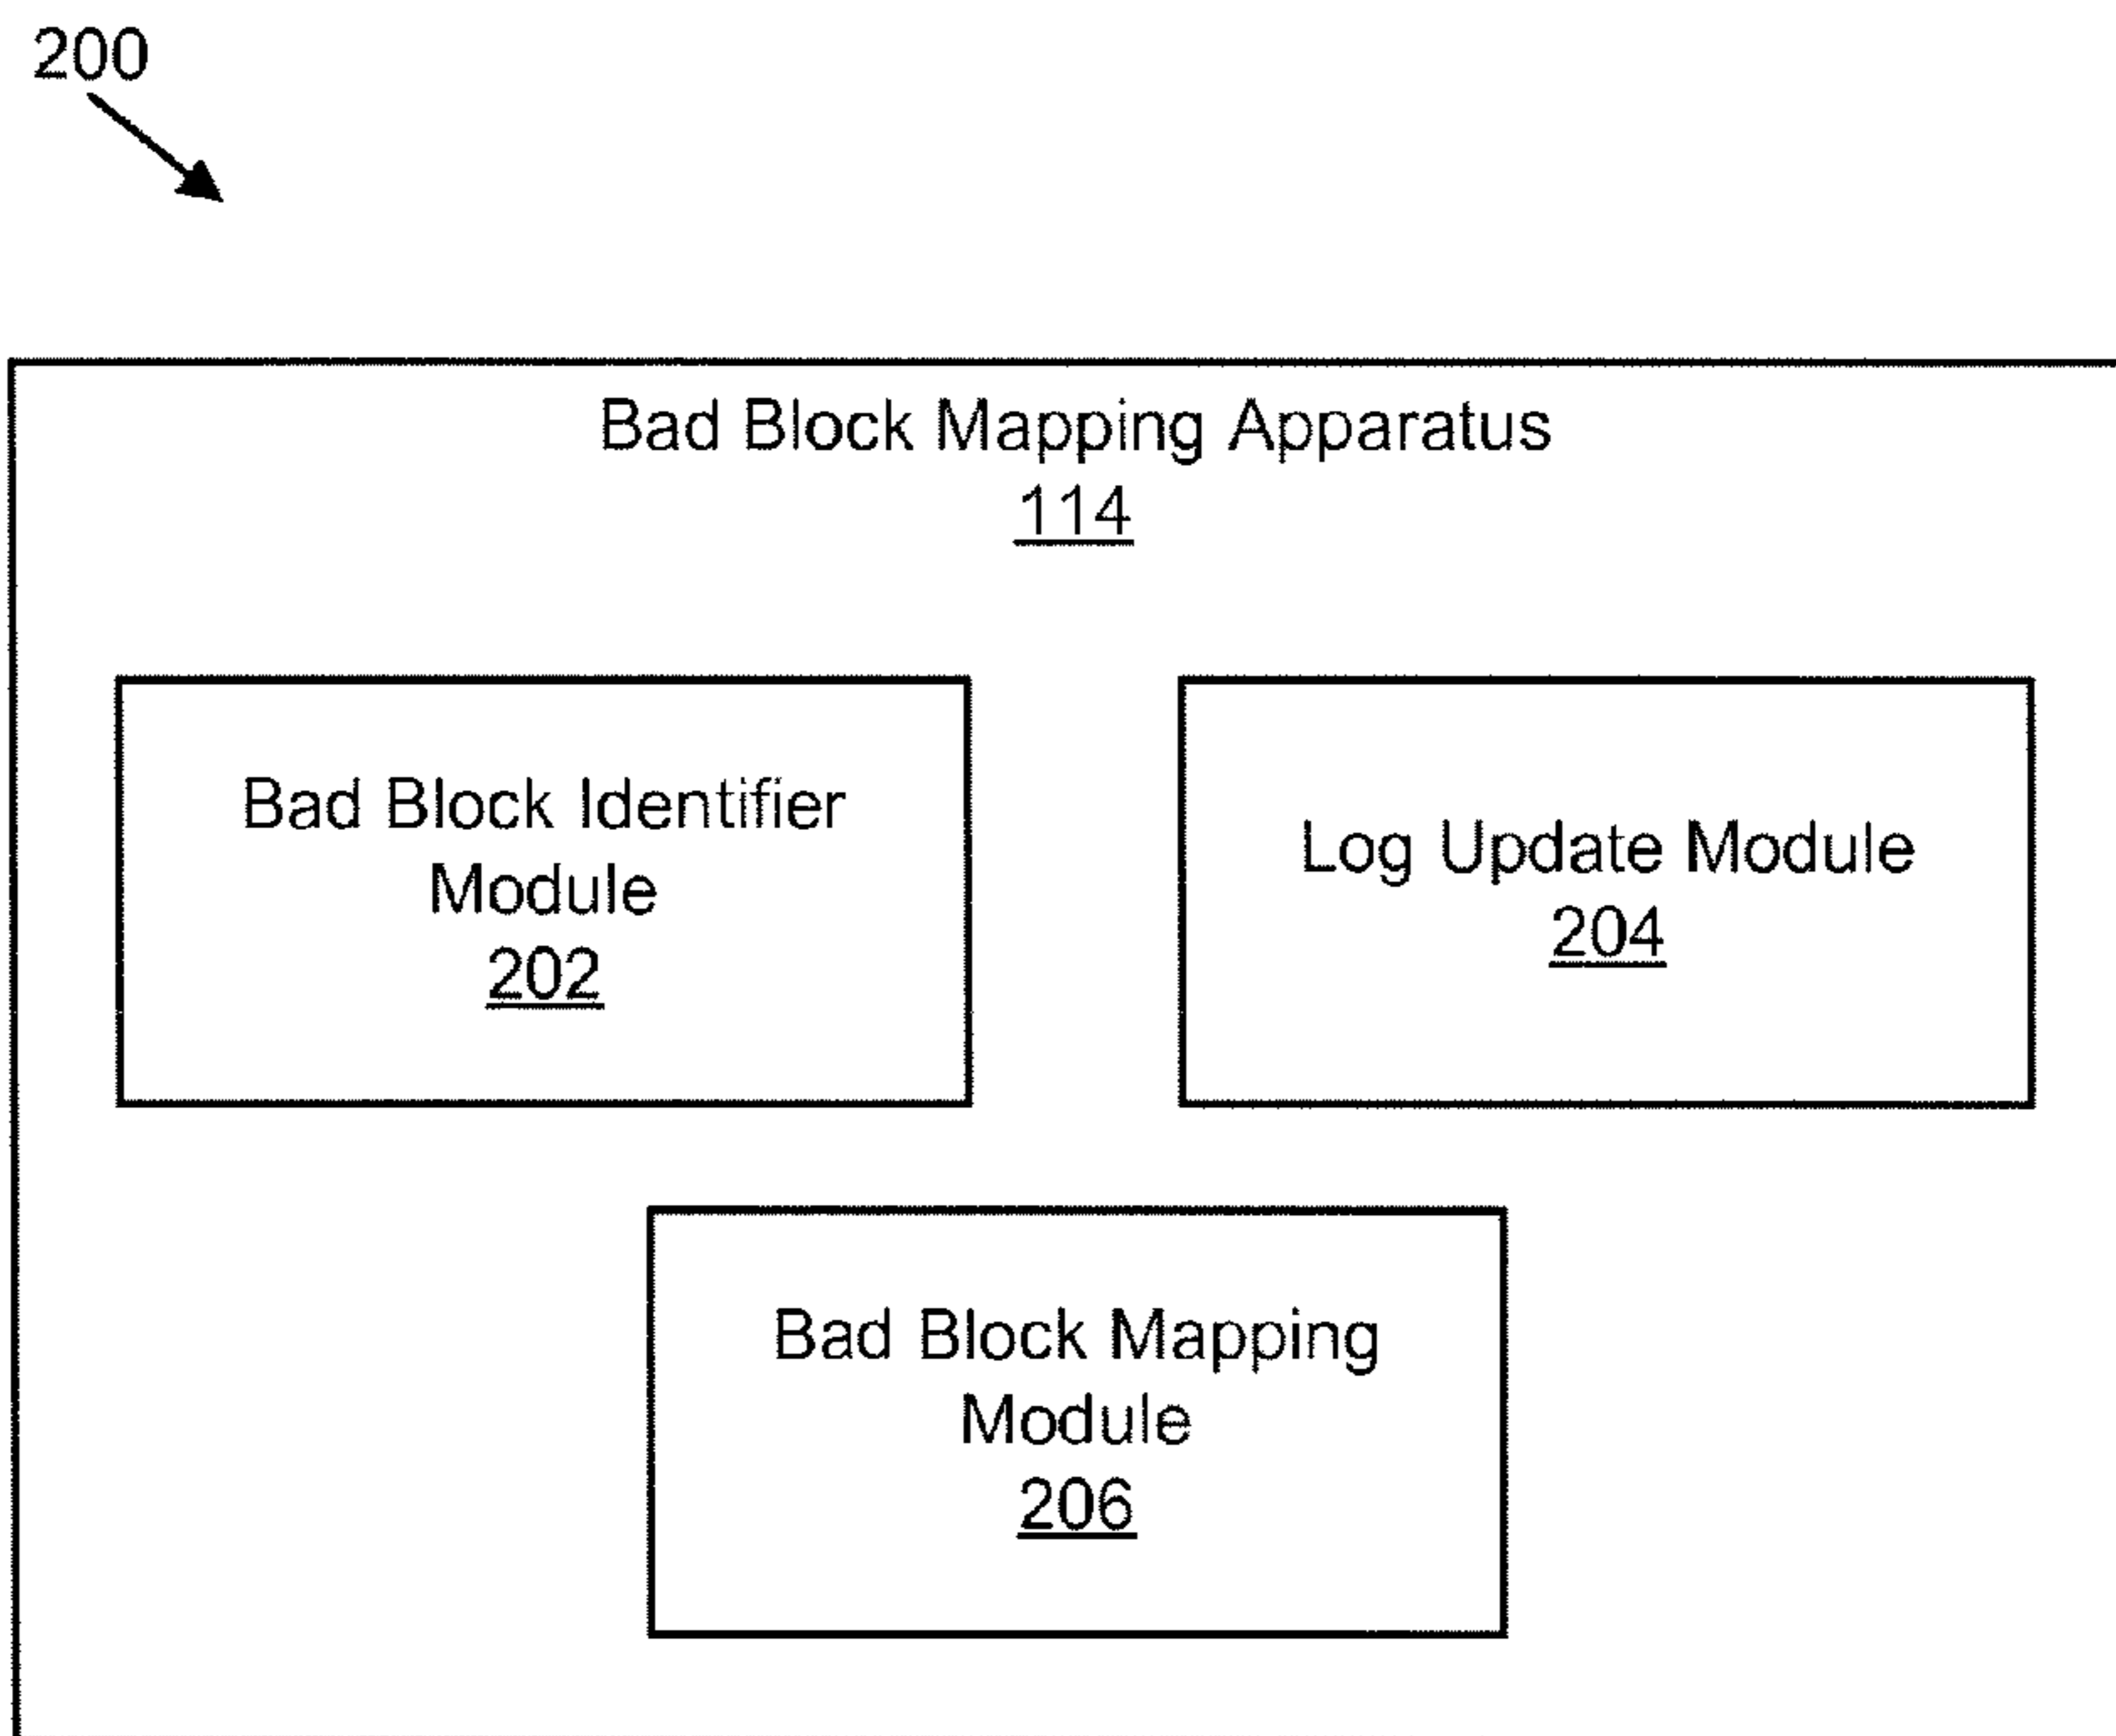 200
Bad Block Mapping Apparatus
114
Bad Block Identifier
Module
202
Log Update Module
204
Bad Block Mapping
Module
206